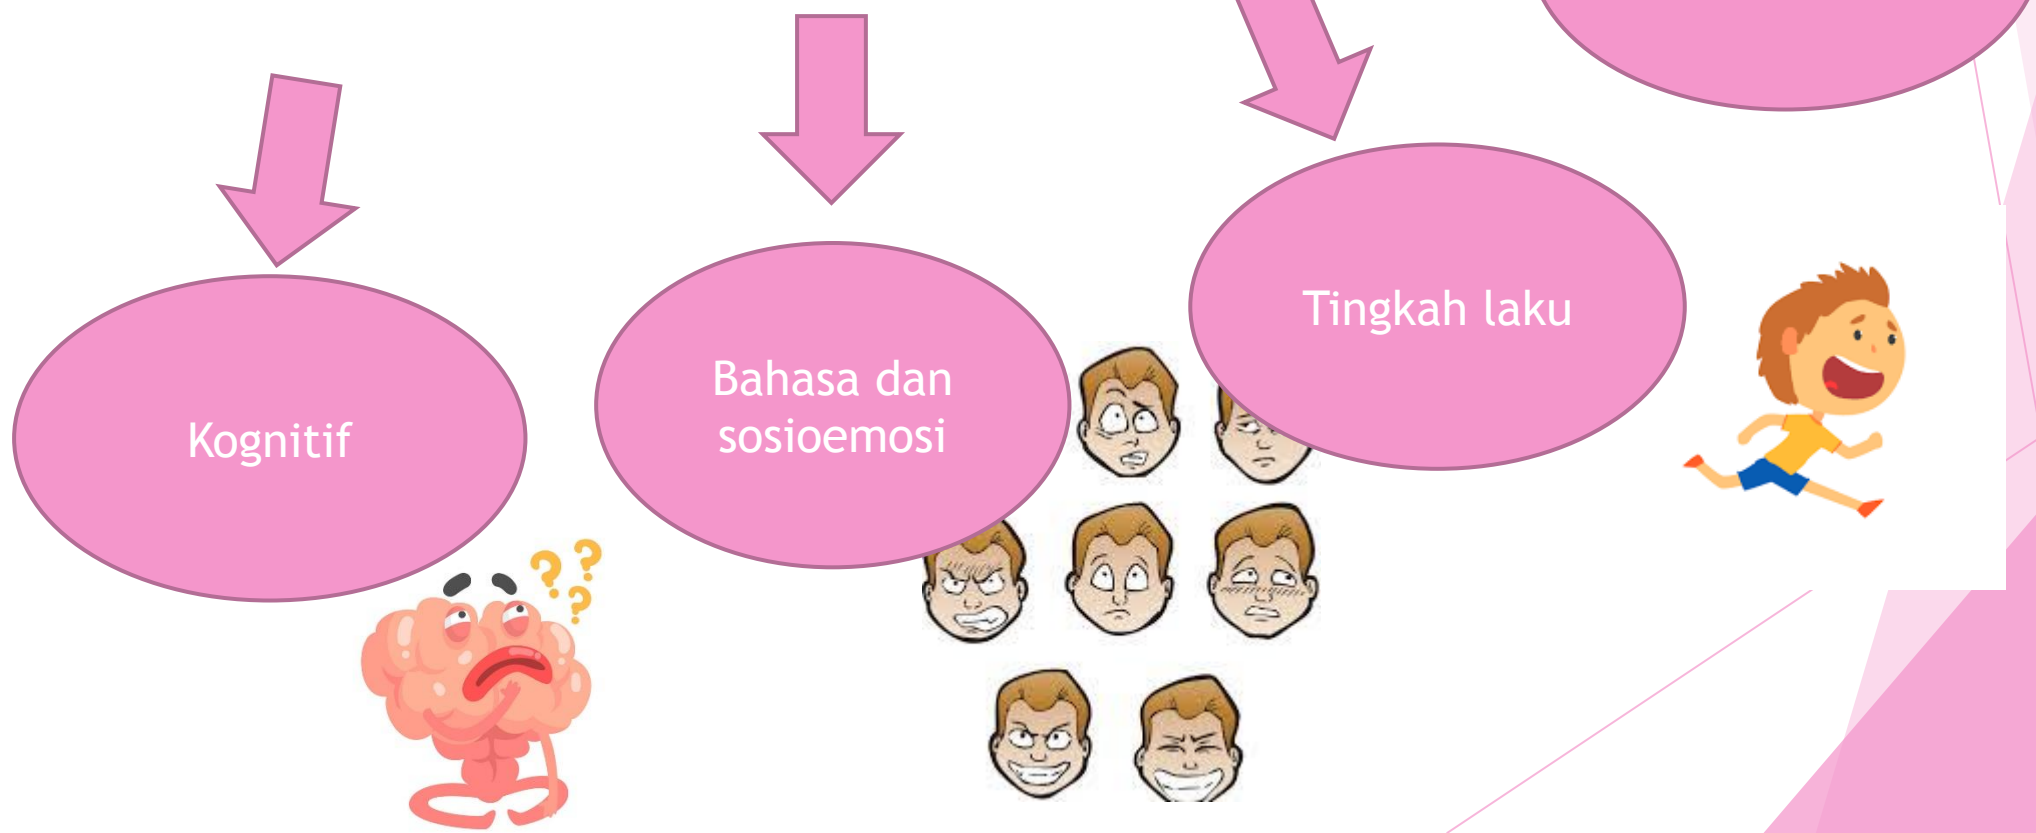 Kognitif
Bahasa dan
sosioemosi
Tingkah laku